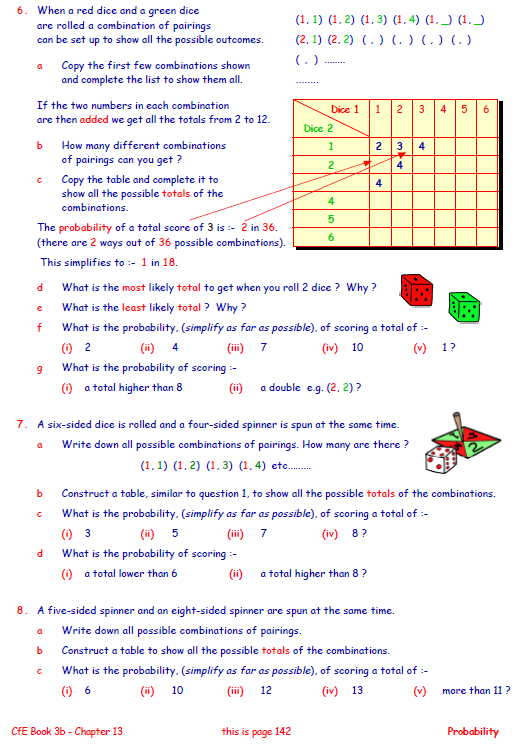 6. When a red dice and a green dice
are rolled a combination of pairings
can be set up to show all the possible outcomes.
(1, 1) (1, 2) (1, 3) (1, 4) (1, _) (1, _)
(2, 1) (2, 2) ( , ) ( , ) ( , ) ( , )
( , ) ........
........
a Copy the first few combinations shown
and complete the list to show them all.
If the two numbers in each combination
are then added we get all the totals from 2 to 12.
b How many different combinations
of pairings can you get ?
c Copy the table and complete it to
show all the possible totals of the
combinations.
Dice 1 1 2 3 4 5 6
Dice 2
1 2 3 4
2 4
4
4
5
6
The probability of a total score of 3 is :- 2 in 36.
(there are 2 ways out of 36 possible combinations).
This simplifies to :- 1 in 18.
d What is the most likely total to get when you roll 2 dice ? Why ?
e What is the least likely total ? Why ?
f What is the probability, (simplify as far as possible), of scoring a total of :-
(i) 2 (ii) 4 (iii) 7 (iv) 10 (v) 1 ?
g What is the probability of scoring :-
(i) a total higher than 8 (ii) a double e.g. (2, 2) ?
7. A six-sided dice is rolled and a four-sided spinner is spun at the same time.
a Write down all possible combinations of pairings. How many are there ?
(1, 1) (1, 2) (1, 3) (1, 4) etc.........
b Construct a table, similar to question 1, to show all the possible totals of the combinations.
c What is the probability, (simplify as far as possible), of scoring a total of :-
(i) 3 (ii) 5 (iii) 7 (iv) 8 ?
d What is the probability of scoring :-
(i) a total lower than 6 (ii) a total higher than 8 ?
8. A five-sided spinner and an eight-sided spinner are spun at the same time.
a Write down all possible combinations of pairings.
b Construct a table to show all the possible totals of the combinations.
c What is the probability, (simplify as far as possible), of scoring a total of :-
(i) 6 (ii) 10 (iii) 12 (iv) 13 (v) more than 11 ?
CfE Book 3b - Chapter 13 this is page 142 Probability